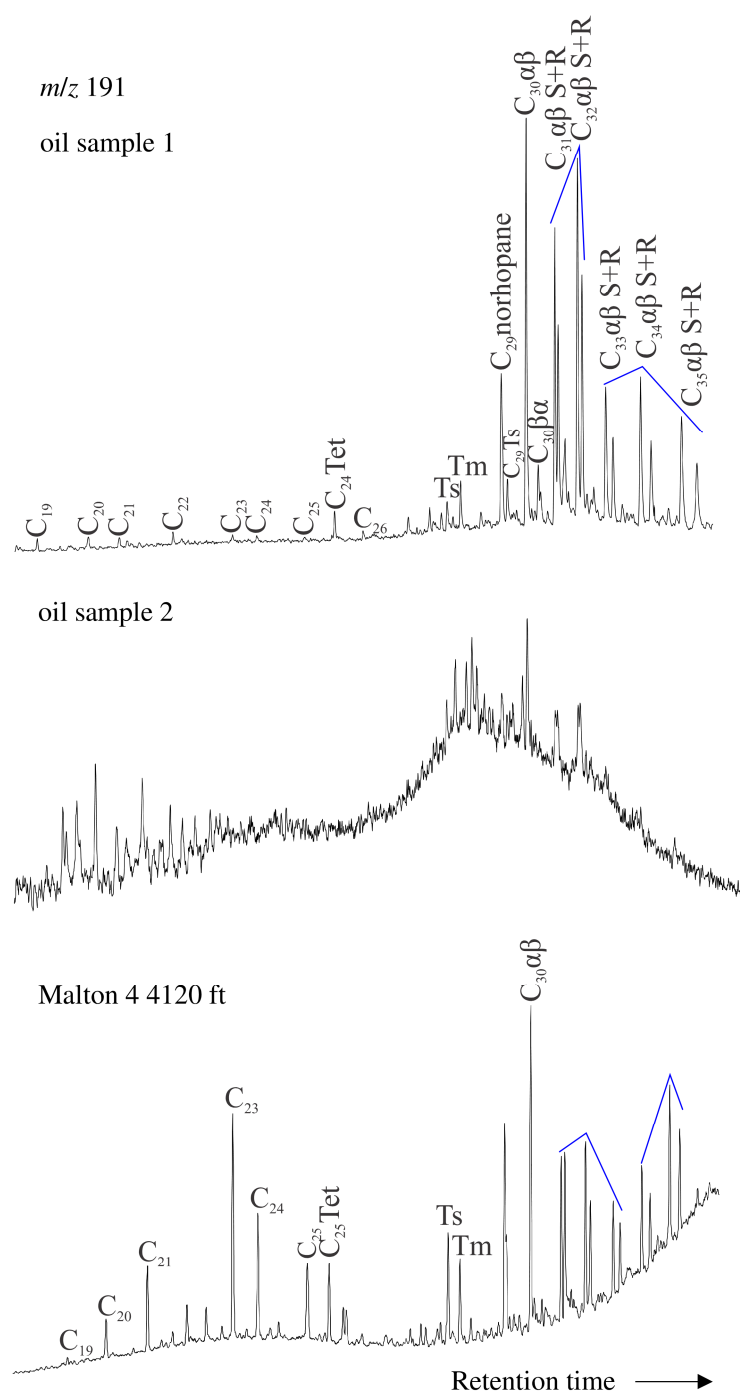 m/z 191
oil sample 1
C₁₉
C₂₀
C₂₁
C₂₂
C₂₃
C₂₄
C₂₅
C₂₄Tet
C₂₆
Ts
Tm
C₂₉norhopane
C₂₉Ts
C₃₀αβ
C₃₀βα
C₃₁αβ S+R
C₃₂αβ S+R
C₃₃αβ S+R
C₃₄αβ S+R
C₃₅αβ S+R
oil sample 2
Malton 4 4120 ft
C₁₉
C₂₀
C₂₁
C₂₃
C₂₄
C₂₅
C₂₅Tet
Ts
Tm
C₃₀αβ
Retention time